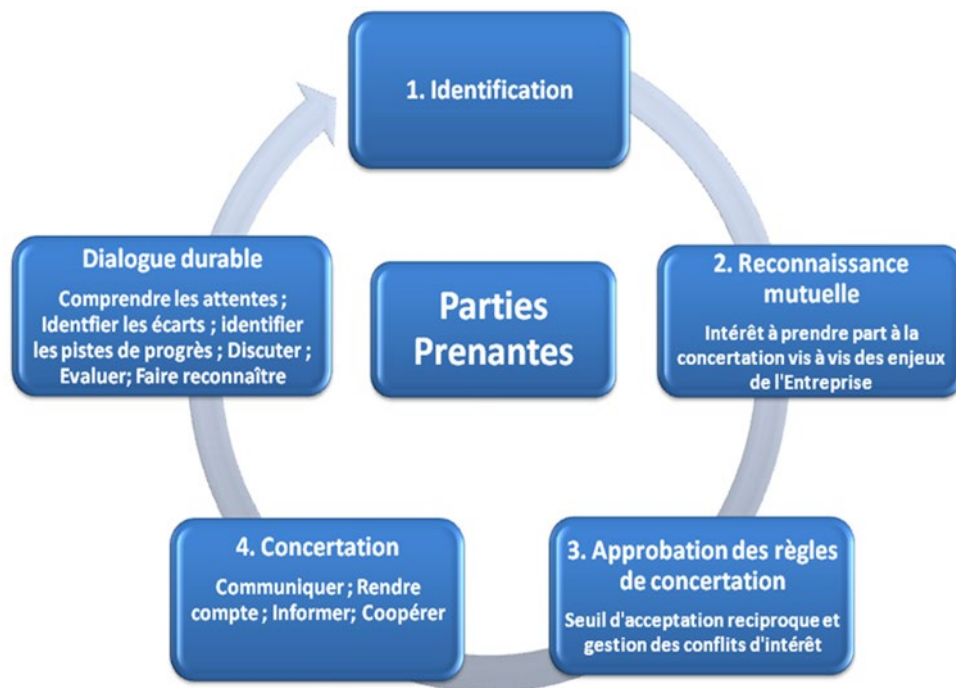 1. Identification
2. Reconnaissance
mutuelle
Intérêt à prendre part à la
concertation vis à vis des enjeux
de l'Entreprise
3. Approbation des règles
de concertation
Seuil d'acceptation reciproque et
gestion des conflits d'intérêt
4. Concertation
Communiquer ; Rendre
compte ; Informer; Coopérer
Dialogue durable
Comprendre les attentes ;
Identfier les écarts ; identifier
les pistes de progrès ; Discuter ;
Evaluer; Faire reconnaître
Parties
Prenantes